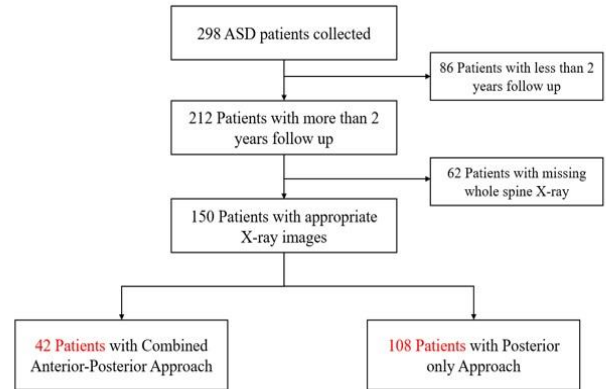 298 ASD patients collected
86 Patients with less than 2
years follow up
212 Patients with more than 2
years follow up
62 Patients with missing
whole spine X-ray
150 Patients with appropriate
X-ray images
42 Patients with Combined
Anterior-Posterior Approach
108 Patients with Posterior
only Approach